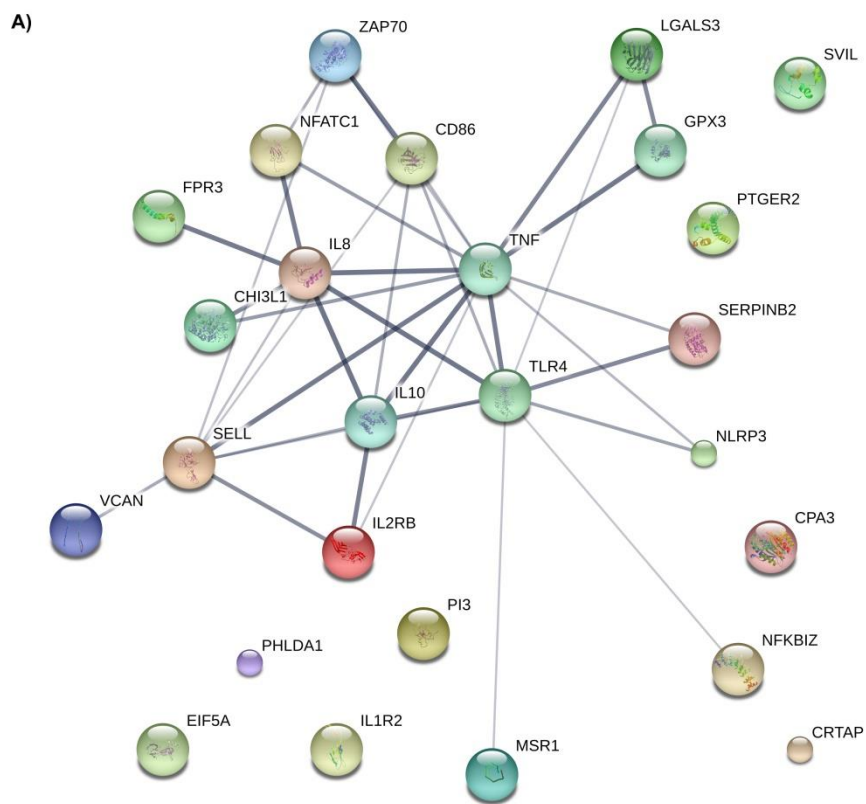 A)
ZAP70
LGALS3
SVIL
NFATC1
CD86
GPX3
FPR3
PTGER2
IL8
TNF
CHI3L1
SERPINB2
TLR4
IL10
SELL
NLRP3
VCAN
IL2RB
CPA3
PI3
PHLDA1
NFKBIZ
EIF5A
IL1R2
MSR1
CRTAP